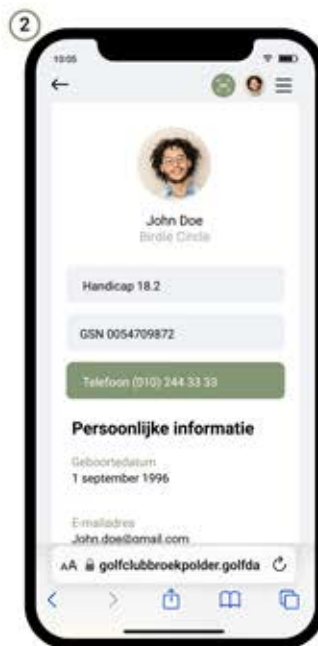 2
10:05
John Doe
Birdie Circle
Handicap 18.2
GSN 0054709872
Telefoon (010) 244 33 33
Persoonlijke informatie
Geboortedatum
1 september 1996
E-mailadres
John.doe@gmail.com
AA golfclubbroekpolder.golfda